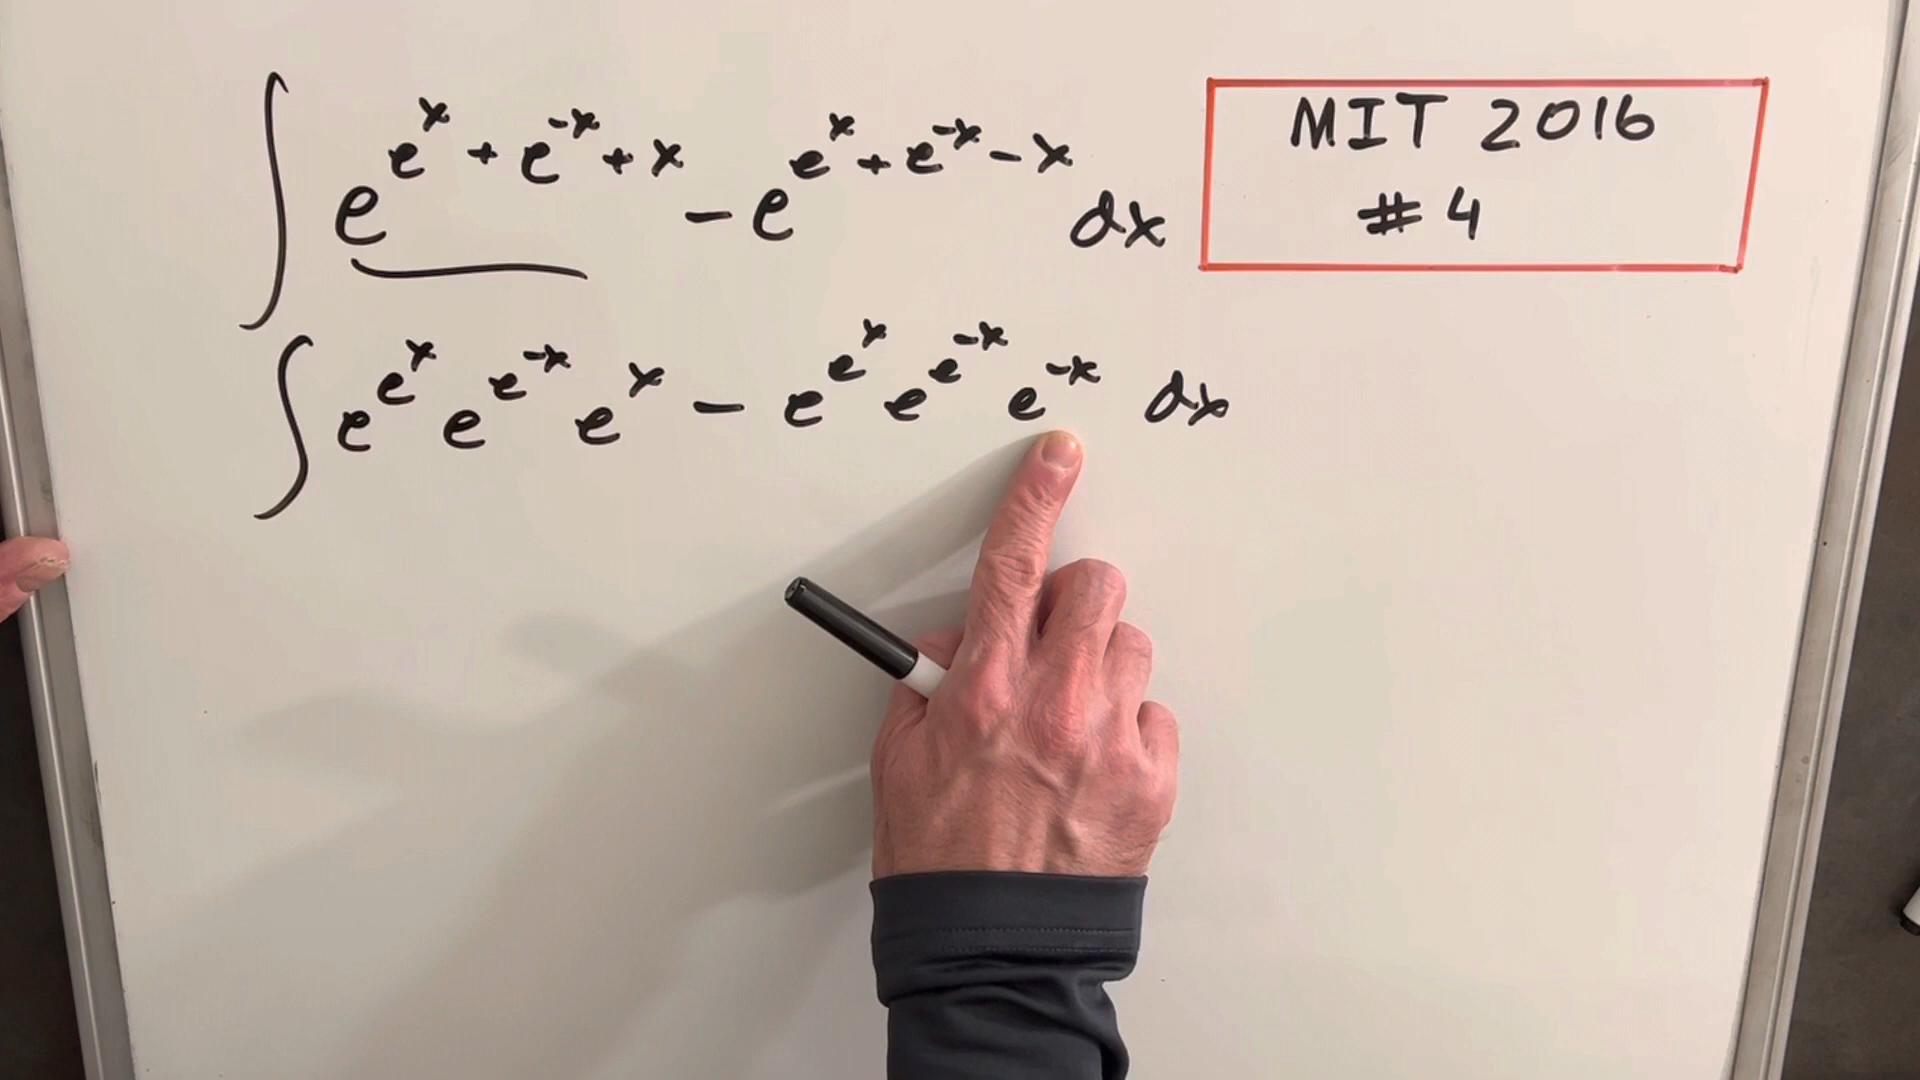 ∫ e^{e^x + e^{-x} + x} - e^{e^x + e^{-x} - x} dx
MIT 2016
# 4
∫ e^{e^x} e^{e^{-x}} e^x - e^{e^x} e^{e^{-x}} e^{-x} dx